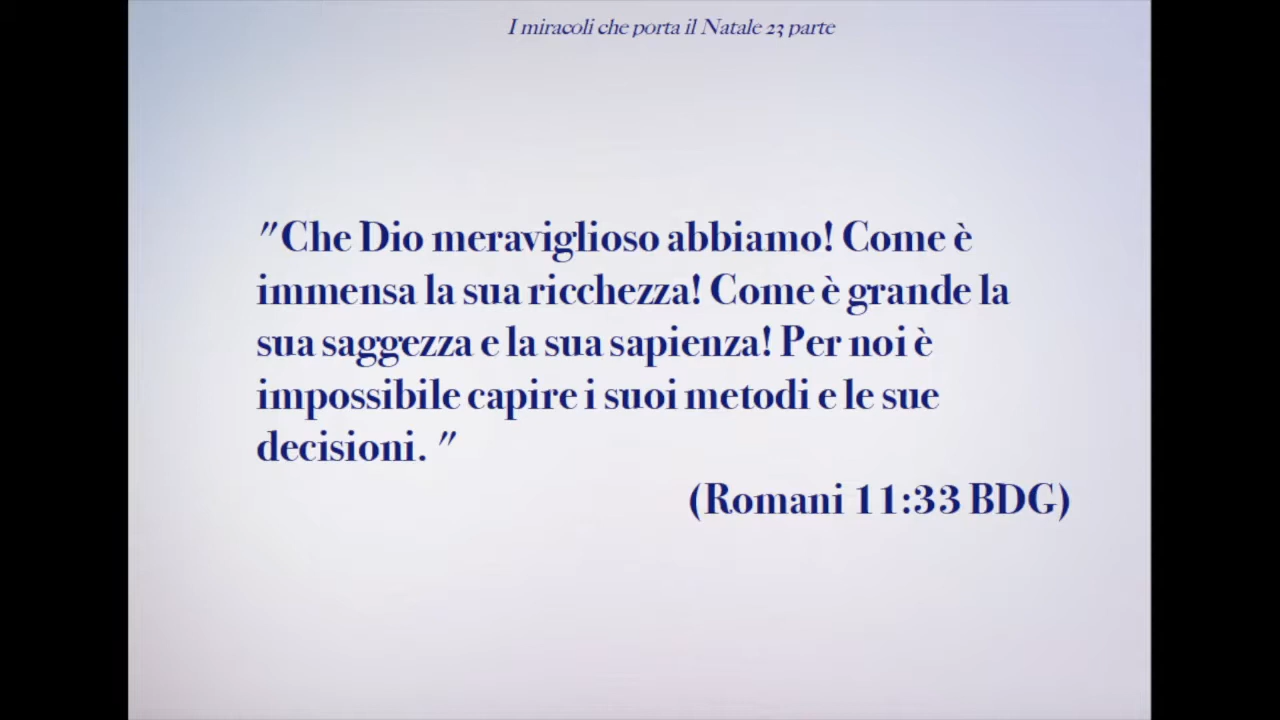 I miracoli che porta il Natale 23 parte
"Che Dio meraviglioso abbiamo! Come è
immensa la sua ricchezza! Come è grande la
sua saggezza e la sua sapienza! Per noi è
impossibile capire i suoi metodi e le sue
decisioni. "
(Romani 11:33 BDG)